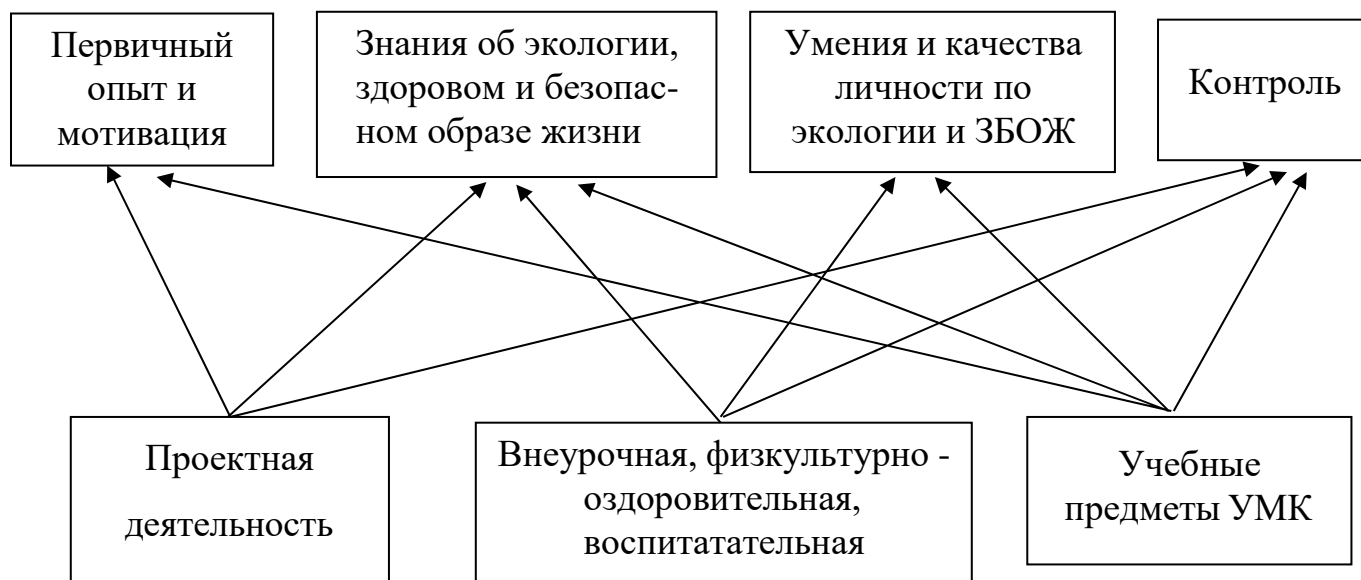 Первичный
опыт и
мотивация
Знания об экологии,
здоровом и безопас-
ном образе жизни
Умения и качества
личности по
экологии и ЗБОЖ
Контроль
Проектная
деятельность
Внеурочная, физкультурно -
оздоровительная,
воспитатательная
Учебные
предметы УМК